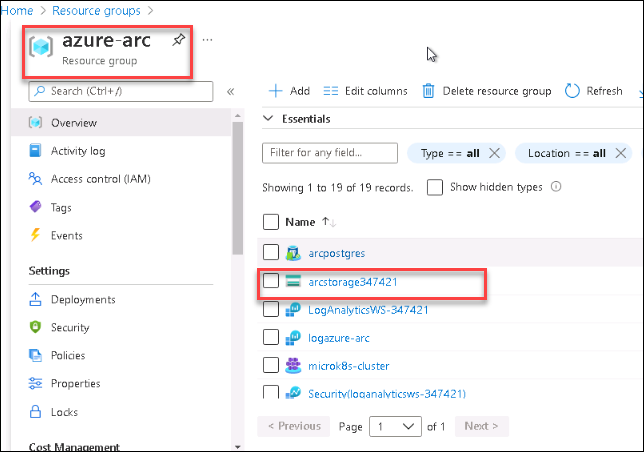 Home > Resource groups >
azure-arc
...
Resource group
Search (Ctrl+/)
«
Overview
Activity log
Access control (IAM)
Tags
Events
Settings
Deployments
Security
Policies
Properties
Locks
Cost Management
+ Add
Edit columns
Delete resource group
Refresh
Essentials
Filter for any field...
Type == all
Location == all
Showing 1 to 19 of 19 records.
Show hidden types
Name ↑↓
arcpostgres
arcstorage347421
LogAnalyticsWS-347421
logazure-arc
microk8s-cluster
Security(loganalyticsws-347421)
< Previous
Page 1 of 1
Next >